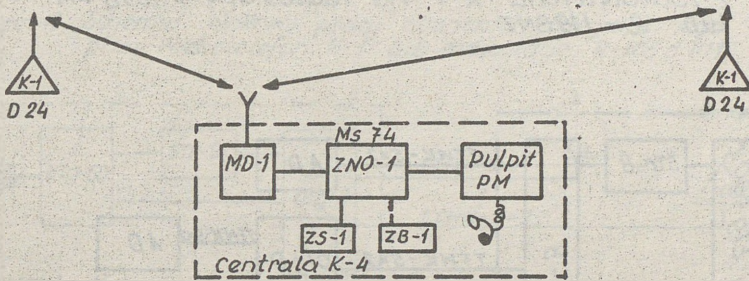 K-1
D 24
K-1
D 24
Ms 74
MD-1
ZNO-1
Pulpit
PM
ZS-1
ZB-1
Centrala K-4